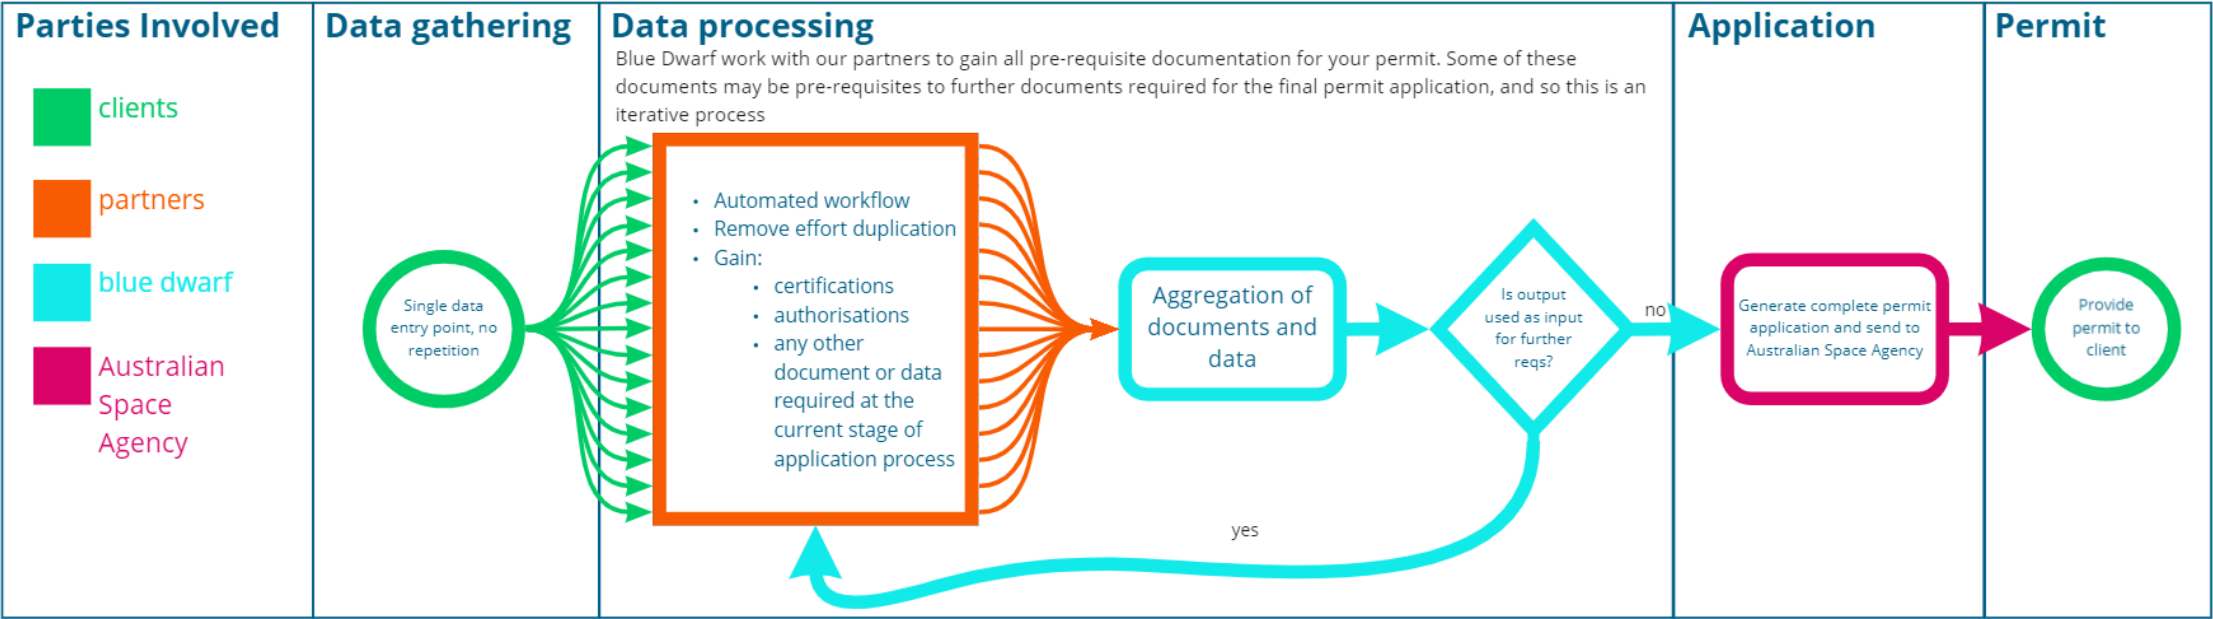 Parties Involved
clients
partners
blue dwarf
Australian
Space
Agency
Data gathering
Single data
entry point, no
repetition
Data processing
Blue Dwarf work with our partners to gain all pre-requisite documentation for your permit. Some of these
documents may be pre-requisites to further documents required for the final permit application, and so this is an
iterative process
• Automated workflow
• Remove effort duplication
• Gain:
• certifications
• authorisations
• any other
document or data
required at the
current stage of
application process
Aggregation of
documents and
data
Is output
used as input
for further
reqs?
no
yes
Application
Generate complete permit
application and send to
Australian Space Agency
Permit
Provide
permit to
client